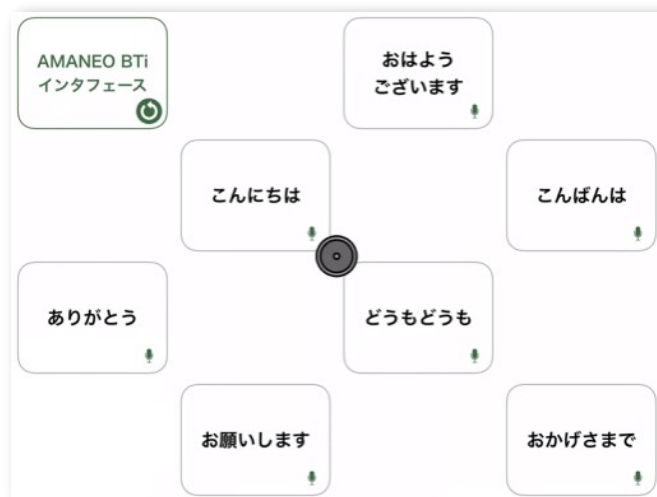 AMANEO BTi
インタフェース
おはよう
ございます
こんにちは
こんばんは
ありがとう
どうもどうも
お願いします
おかげさまで